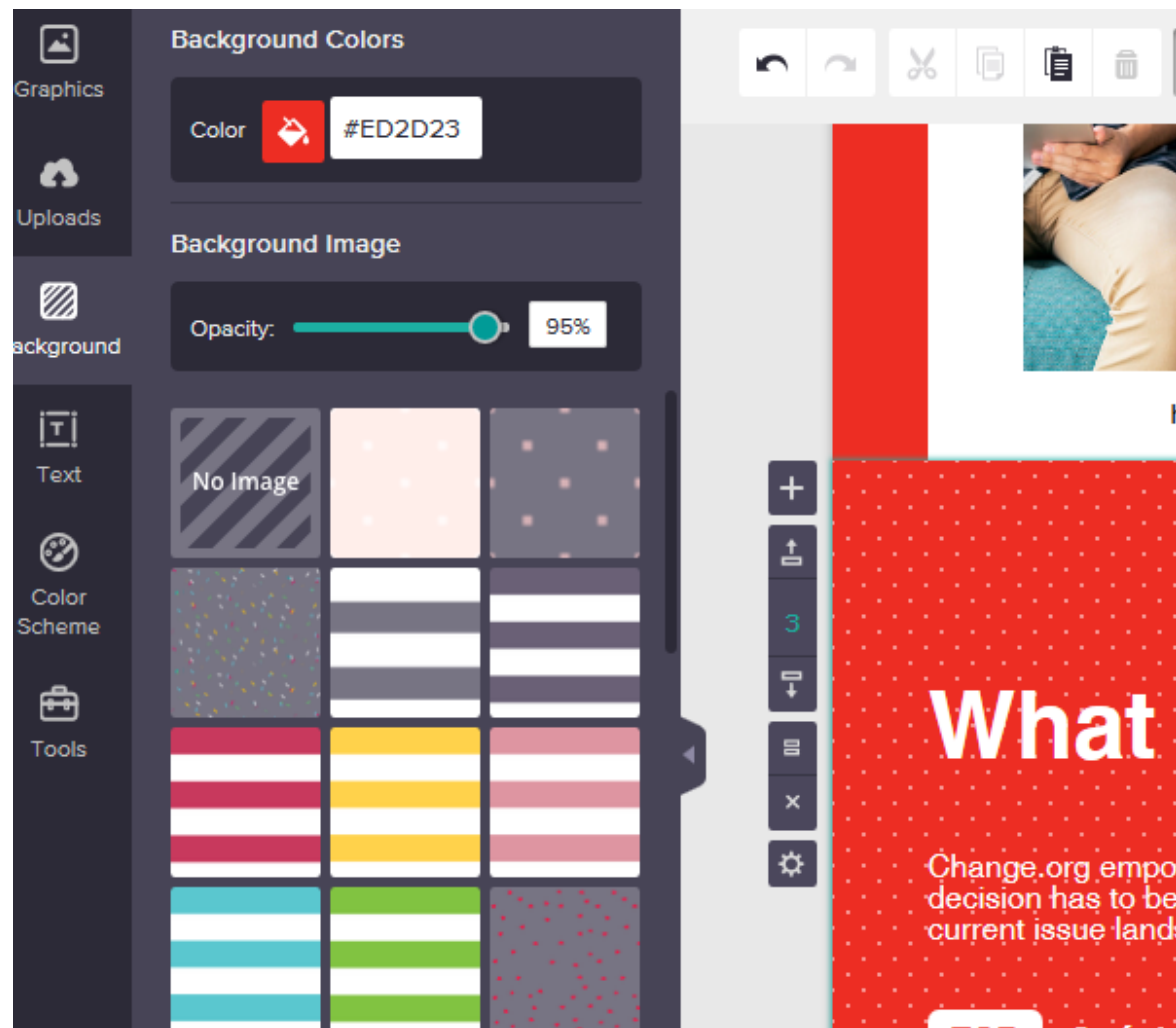 Graphics
Uploads
ackground
Text
Color
Scheme
Tools
Background Colors
Color
#ED2D23
Background Image
Opacity:
95%
No Image
3
What
Change.org empo
decision has to be
current issue lands